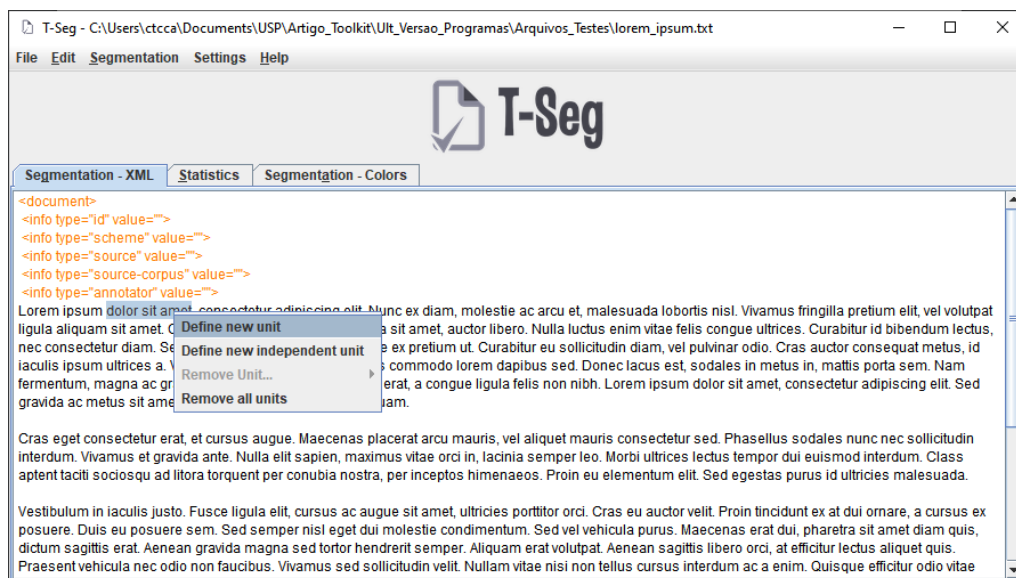 T-Seg - C:\Users\ctcca\Documents\USP\Artigo_Toolkit\Ult_Versao_Programas\Arquivos_Testes\lorem_ipsum.txt
File Edit Segmentation Settings Help
T-Seg
Segmentation - XML Statistics Segmentation - Colors
<document>
<info type="id" value="">
<info type="scheme" value="">
<info type="source" value="">
<info type="source-corpus" value="">
<info type="annotator" value="">
Lorem ipsum dolor sit amet, consectetur adipiscing elit. Nunc ex diam, molestie ac arcu et, malesuada lobortis nisl. Vivamus fringilla pretium elit, vel volutpat
ligula aliquam sit amet. sit amet, auctor libero. Nulla luctus enim vitae felis congue ultrices. Curabitur id bibendum lectus,
nec consectetur diam. ex pretium ut. Curabitur eu sollicitudin diam, vel pulvinar odio. Cras auctor consequat metus, id
iaculis ipsum ultrices a. commodo lorem dapibus sed. Donec lacus est, sodales in metus in, mattis porta sem. Nam
fermentum, magna ac erat, a congue ligula felis non nibh. Lorem ipsum dolor sit amet, consectetur adipiscing elit. Sed
gravida ac metus sit
Define new unit
Define new independent unit
Remove Unit...
Remove all units
Cras eget consectetur erat, et cursus augue. Maecenas placerat arcu mauris, vel aliquet mauris consectetur sed. Phasellus sodales nunc nec sollicitudin
interdum. Vivamus et gravida ante. Nulla elit sapien, maximus vitae orci in, lacinia semper leo. Morbi ultrices lectus tempor dui euismod interdum. Class
aptent taciti sociosqu ad litora torquent per conubia nostra, per inceptos himenaeos. Proin eu elementum elit. Sed egestas purus id ultricies malesuada.
Vestibulum in iaculis justo. Fusce ligula elit, cursus ac augue sit amet, ultricies porttitor orci. Cras eu auctor velit. Proin tincidunt ex at dui ornare, a cursus ex
posuere. Duis eu posuere sem. Sed semper nisl eget dui molestie condimentum. Sed vel vehicula purus. Maecenas erat dui, pharetra sit amet diam quis,
dictum sagittis erat. Aenean gravida magna sed tortor hendrerit semper. Aliquam erat volutpat. Aenean sagittis libero orci, at efficitur lectus aliquet quis.
Praesent vehicula nec odio non faucibus. Vivamus sed sollicitudin velit. Nullam vitae nisi non tellus cursus interdum ac a enim. Quisque efficitur odio vitae